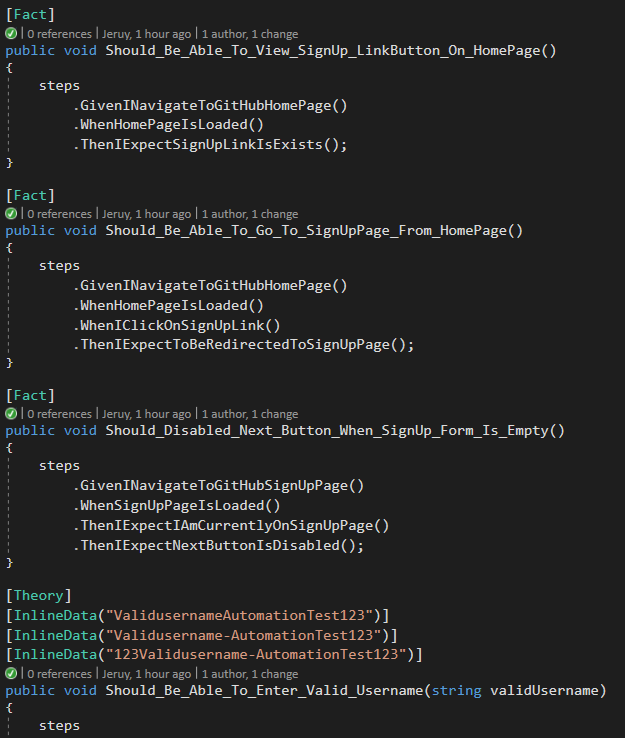 [Fact]
| 0 references | Jeruy, 1 hour ago | 1 author, 1 change
public void Should_Be_Able_To_View_SignUp_LinkButton_On_HomePage()
{
steps
.GivenINavigateToGitHubHomePage()
.WhenHomePageIsLoaded()
.ThenIExpectSignUpLinkIsExists();
}
[Fact]
| 0 references | Jeruy, 1 hour ago | 1 author, 1 change
public void Should_Be_Able_To_Go_To_SignUpPage_From_HomePage()
{
steps
.GivenINavigateToGitHubHomePage()
.WhenHomePageIsLoaded()
.WhenIClickOnSignUpLink()
.ThenIExpectToBeRedirectedToSignUpPage();
}
[Fact]
| 0 references | Jeruy, 1 hour ago | 1 author, 1 change
public void Should_Disabled_Next_Button_When_SignUp_Form_Is_Empty()
{
steps
.GivenINavigateToGitHubSignUpPage()
.WhenSignUpPageIsLoaded()
.ThenIExpectIAmCurrentlyOnSignUpPage()
.ThenIExpectNextButtonIsDisabled();
}
[Theory]
[InlineData("ValidusernameAutomationTest123")]
[InlineData("Validusername-AutomationTest123")]
[InlineData("123Validusername-AutomationTest123")]
| 0 references | Jeruy, 1 hour ago | 1 author, 1 change
public void Should_Be_Able_To_Enter_Valid_Username(string validUsername)
{
steps